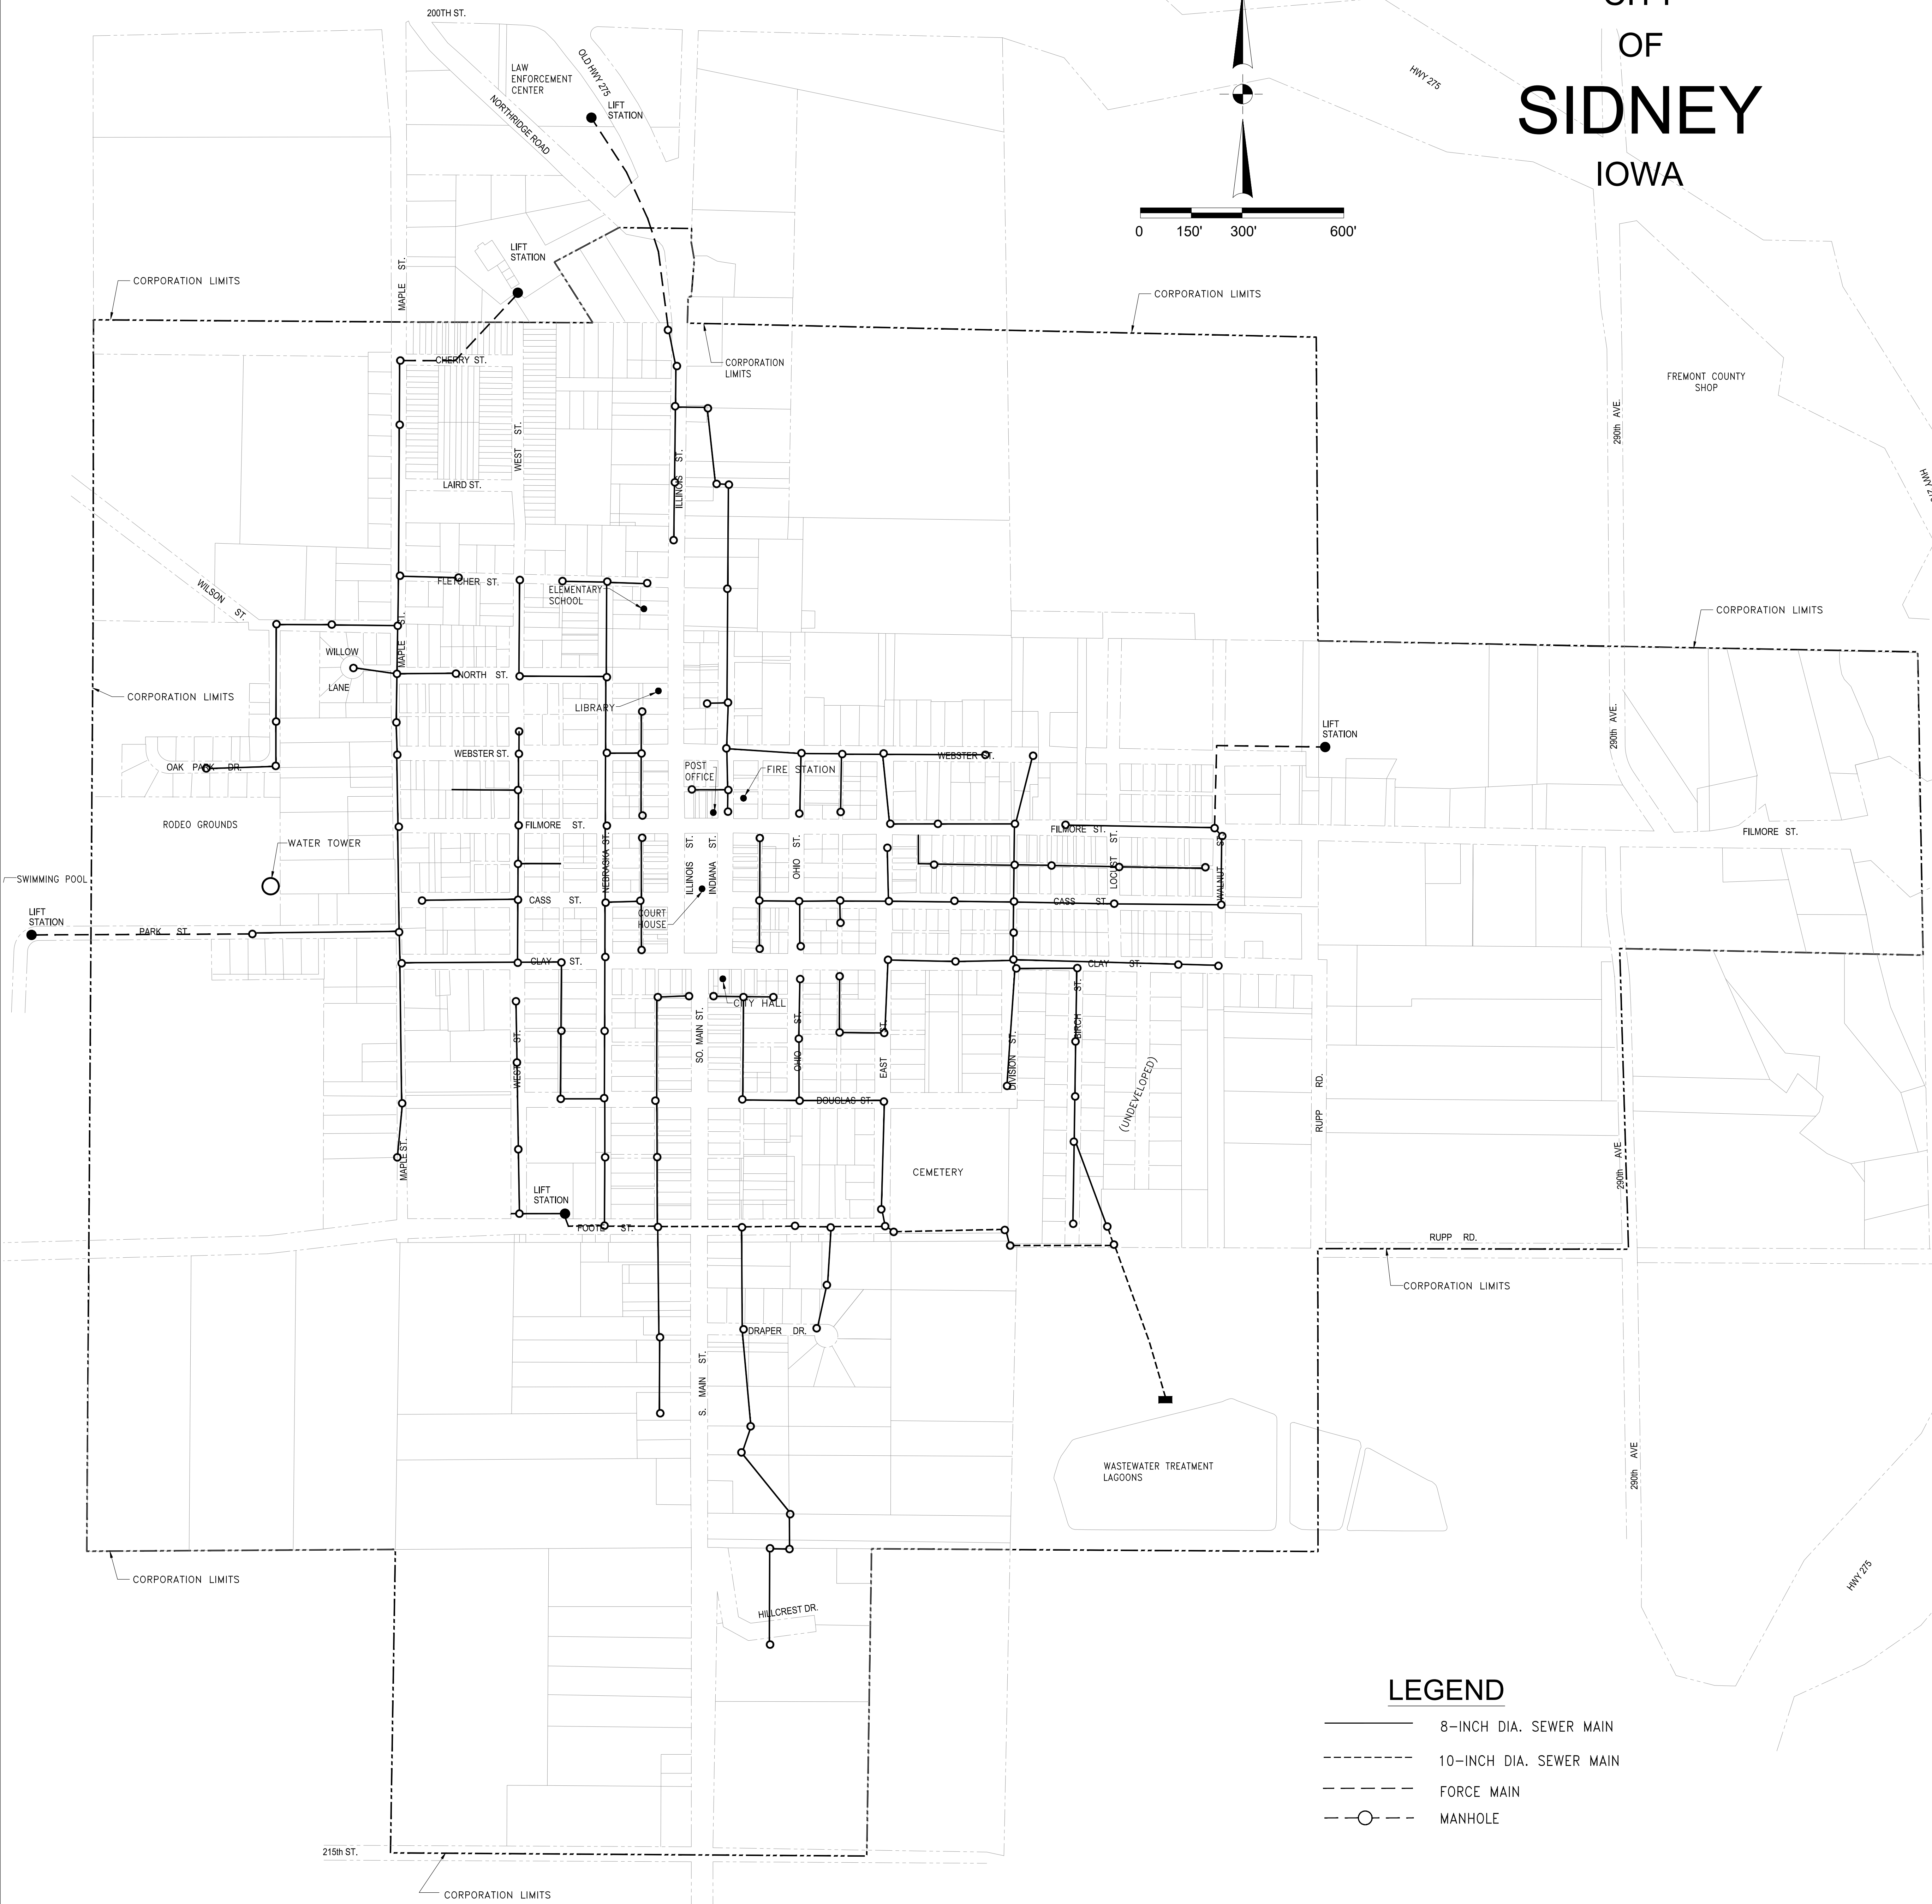 200TH ST.
OF
SIDNEY
IOWA
HWY 275
OLD HWY 275
LAW
ENFORCEMENT
CENTER
LIFT
STATION
NORTHRIDGE ROAD
0 150' 300' 600'
LIFT
STATION
MAPLE ST.
CORPORATION LIMITS
CORPORATION LIMITS
CHERRY ST.
CORPORATION
LIMITS
FREMONT COUNTY
SHOP
290th AVE.
WEST ST.
ILLINOIS ST.
LAIRD ST.
FLETCHER ST.
ELEMENTARY
SCHOOL
WILSON ST.
MAPLE ST.
CORPORATION LIMITS
WILLOW
LANE
NORTH ST.
CORPORATION LIMITS
LIBRARY
290th AVE.
LIFT
STATION
WEBSTER ST.
WEBSTER ST.
OAK PARK DR.
POST
OFFICE
FIRE STATION
RODEO GROUNDS
FILMORE ST.
FILMORE ST.
FILMORE ST.
WATER TOWER
NEBRASKA ST.
ILLINOIS ST.
INDIANA ST.
OHIO ST.
LOCUST ST.
WALNUT ST.
SWIMMING POOL
CASS ST.
CASS ST.
COURT
HOUSE
LIFT
STATION
PARK ST.
CLAY ST.
CLAY ST.
CITY HALL
WEST ST.
SO. MAIN ST.
OHIO ST.
EAST ST.
DIVISION ST.
BIRCH ST.
(UNDEVELOPED)
RUPP RD.
DOUGLAS ST.
MAPLE ST.
CEMETERY
290th AVE
LIFT
STATION
FOOTE ST.
RUPP RD.
CORPORATION LIMITS
DRAPER DR.
S. MAIN ST.
WASTEWATER TREATMENT
LAGOONS
290th AVE
CORPORATION LIMITS
HWY 275
HILLCREST DR.
LEGEND
8-INCH DIA. SEWER MAIN
10-INCH DIA. SEWER MAIN
FORCE MAIN
MANHOLE
215th ST.
CORPORATION LIMITS